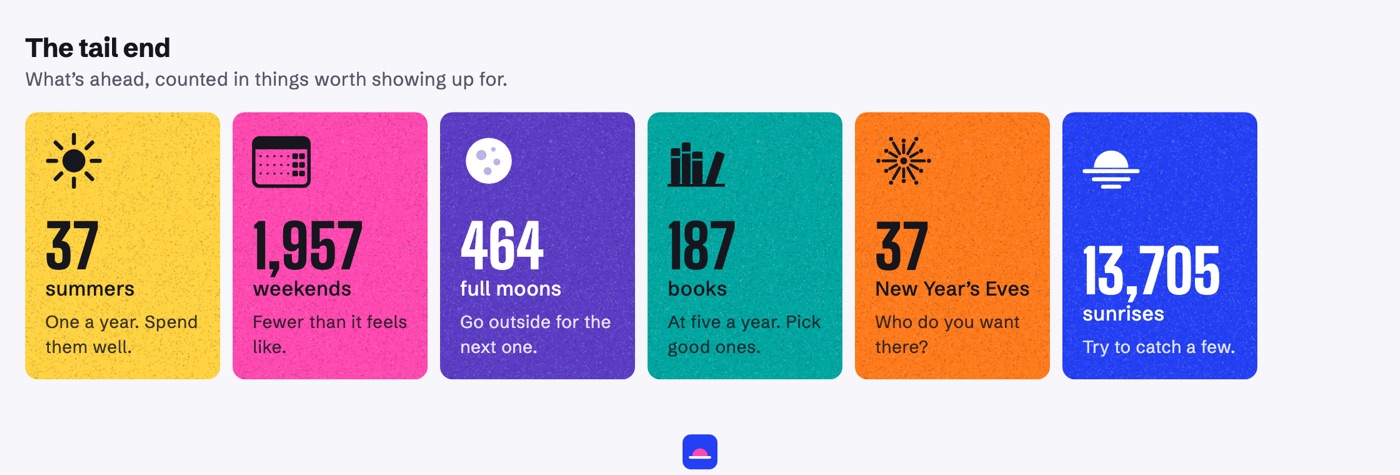 The tail end
What’s ahead, counted in things worth showing up for.
37
summers
One a year. Spend
them well.
1,957
weekends
Fewer than it feels
like.
464
full moons
Go outside for the
next one.
187
books
At five a year. Pick
good ones.
37
New Year’s Eves
Who do you want
there?
13,705
sunrises
Try to catch a few.